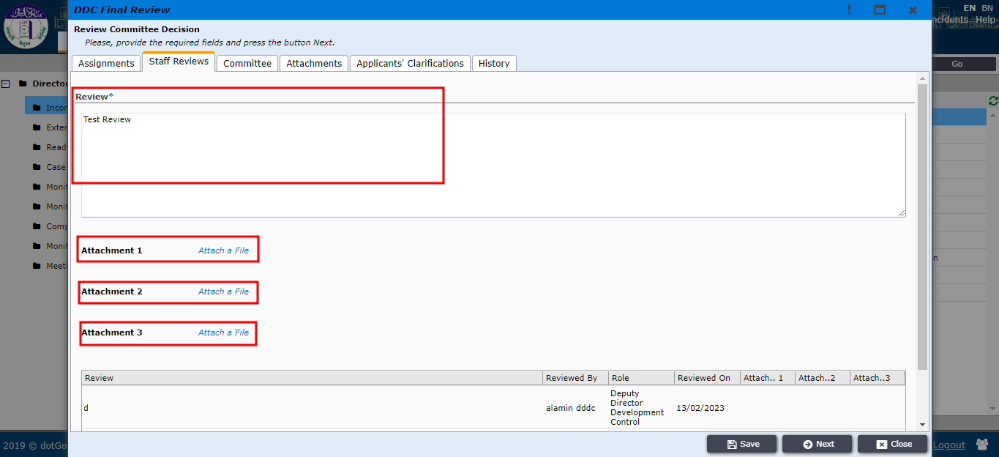 DDC Final Review
EN BN
ncidents Help
Review Committee Decision
Please, provide the required fields and press the button Next.
Assignments Staff Reviews Committee Attachments Applicants' Clarifications History
Go
Directo
Review*
Incor
Test Review
Exter
Ready
Case
Monit
Monit
Comp
Monit
Meeti
Attachment 1 Attach a File
n
Attachment 2 Attach a File
Attachment 3 Attach a File
Review Reviewed By Role Reviewed On Attach.. 1 Attach..2 Attach..3
d alamin dddc Deputy Director Development Control 13/02/2023
Save Next Close
2019 © dotGo Logout